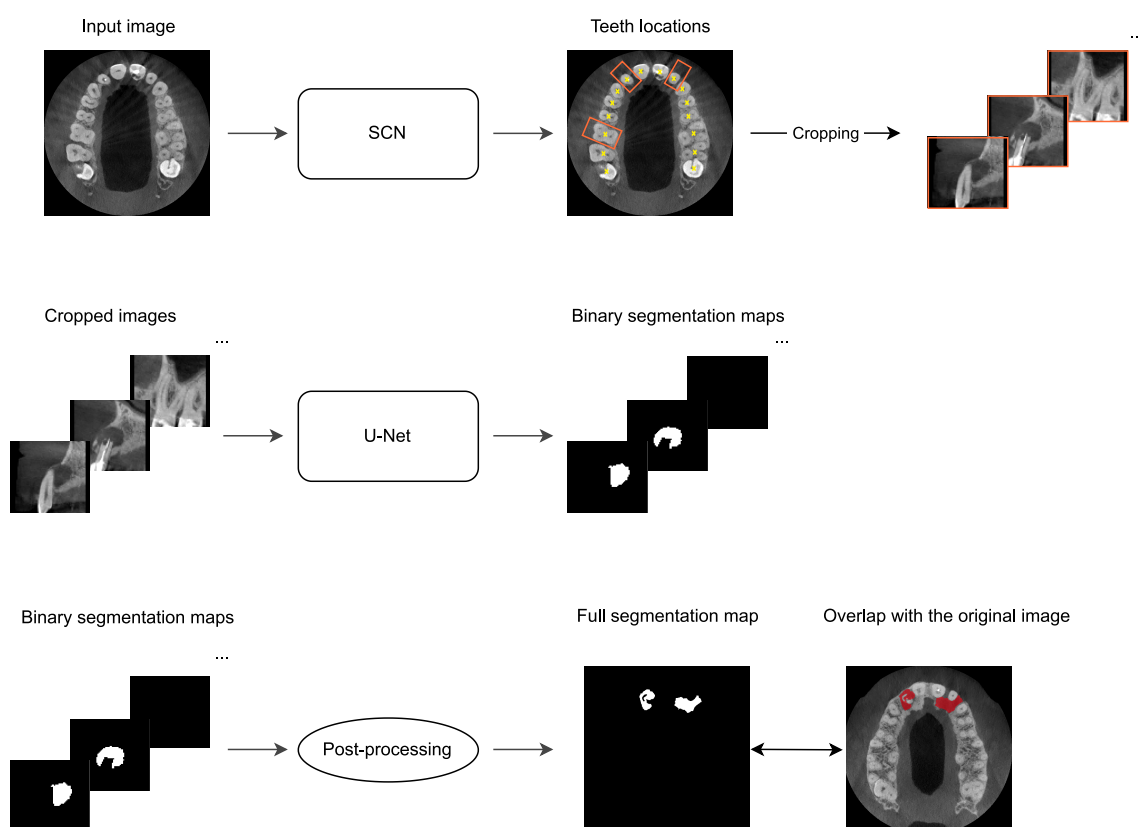 Input image
Teeth locations
...
SCN
Cropping
Cropped images
...
Binary segmentation maps
...
U-Net
Binary segmentation maps
...
Full segmentation map
Overlap with the original image
Post-processing